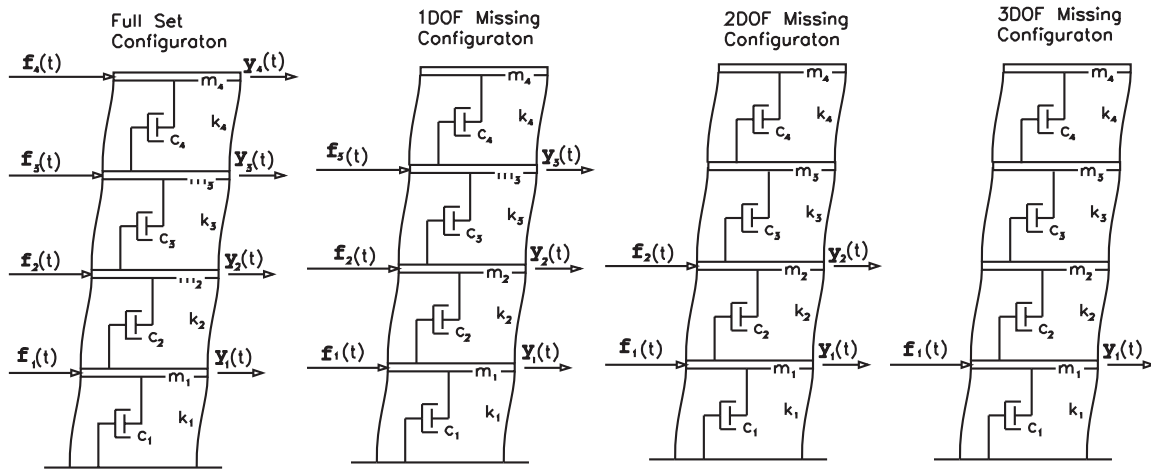 Full Set
Configuraton
f₄(t)
y₄(t)
m₄
k₄
c₄
f₃(t)
y₃(t)
m₃
k₃
c₃
f₂(t)
y₂(t)
m₂
k₂
c₂
f₁(t)
y₁(t)
m₁
k₁
c₁
1DOF Missing
Configuraton
m₄
k₄
c₄
f₃(t)
y₃(t)
m₃
k₃
c₃
f₂(t)
y₂(t)
m₂
k₂
c₂
f₁(t)
y₁(t)
m₁
k₁
c₁
2DOF Missing
Configuraton
m₄
k₄
c₄
m₃
k₃
c₃
f₂(t)
y₂(t)
m₂
k₂
c₂
f₁(t)
y₁(t)
m₁
k₁
c₁
3DOF Missing
Configuraton
m₄
k₄
c₄
m₃
k₃
c₃
m₂
k₂
c₂
f₁(t)
y₁(t)
m₁
k₁
c₁